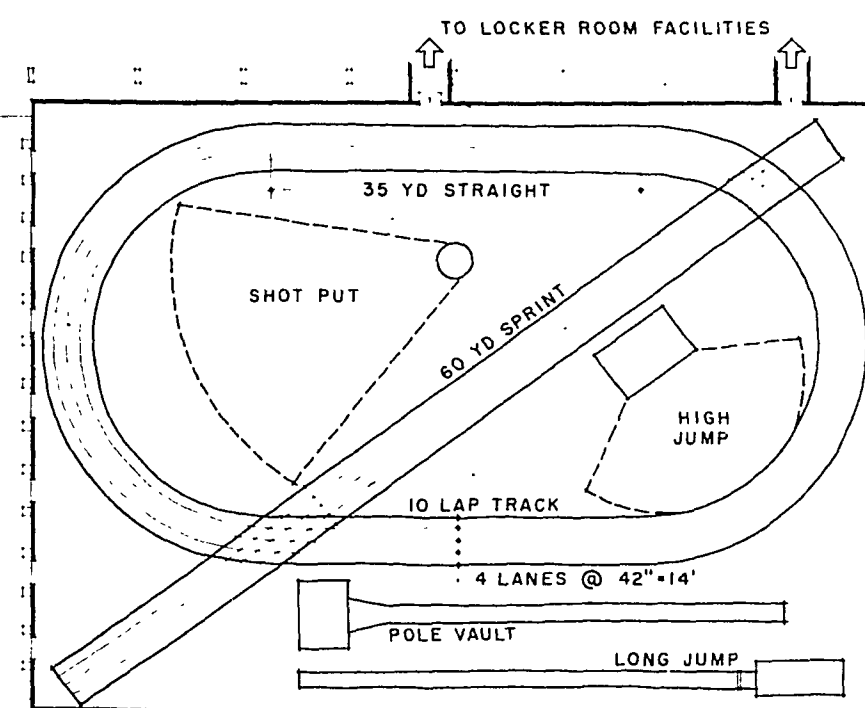 TO LOCKER ROOM FACILITIES
35 YD STRAIGHT
SHOT PUT
60 YD SPRINT
HIGH
JUMP
10 LAP TRACK
4 LANES @ 42"=14'
POLE VAULT
LONG JUMP